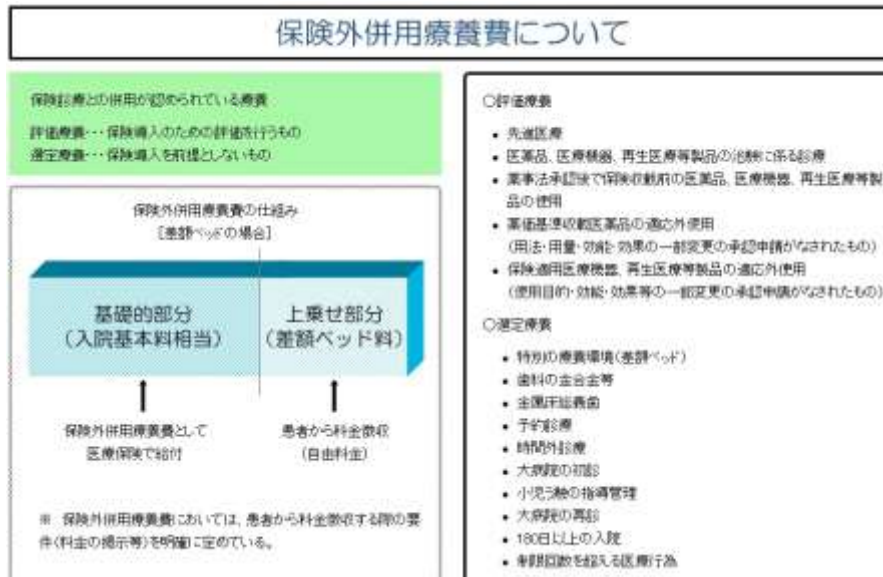 保険外併用療養費について
保険診療との併用が認められている療養
評価療養・・・保険導入のための評価を行うもの
選定療養・・・保険導入を前提としないもの
保険外併用療養費の仕組み
[差額ベッドの場合]
基礎的部分
(入院基本料相当)
上乗せ部分
(差額ベッド料)
保険外併用療養費として
医療保険で給付
患者から料金徴収
(自由料金)
※ 保険外併用療養費においては、患者から料金徴収する際の要
件(料金の掲示等)を明確に定めている。
○評価療養
・先進医療
・医薬品、医療機器、再生医療等製品の治験に係る診療
・薬事法承認後で保険収載前の医薬品、医療機器、再生医療等製
品の使用
・薬価基準収載医薬品の適応外使用
(用法・用量・効能・効果の一部変更の承認申請がなされたもの)
・保険適用医療機器、再生医療等製品の適応外使用
(使用目的・効能・効果等の一部変更の承認申請がなされたもの)
○選定療養
・特別の療養環境(差額ベッド)
・歯科の金合金等
・金属床総義歯
・予約診療
・時間外診療
・大病院の初診
・小児う蝕の指導管理
・大病院の再診
・180日以上の入院
・制限回数を超える医療行為